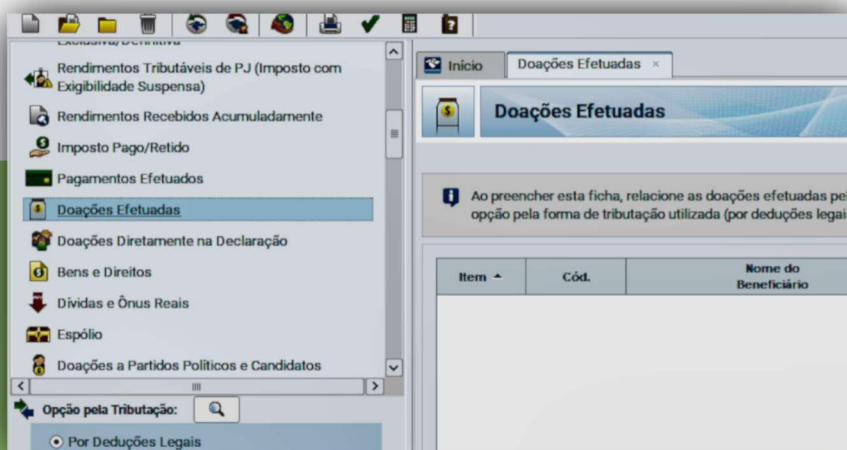 Exclusiva/Definitiva
Rendimentos Tributáveis de PJ (Imposto com
Exigibilidade Suspensa)
Rendimentos Recebidos Acumuladamente
Imposto Pago/Retido
Pagamentos Efetuados
Doações Efetuadas
Doações Diretamente na Declaração
Bens e Direitos
Dívidas e Ônus Reais
Espólio
Doações a Partidos Políticos e Candidatos
Opção pela Tributação:
Por Deduções Legais
Início
Doações Efetuadas ×
Doações Efetuadas
Ao preencher esta ficha, relacione as doações efetuadas pel
opção pela forma de tributação utilizada (por deduções legai
Item
Cód.
Nome do
Beneficiário